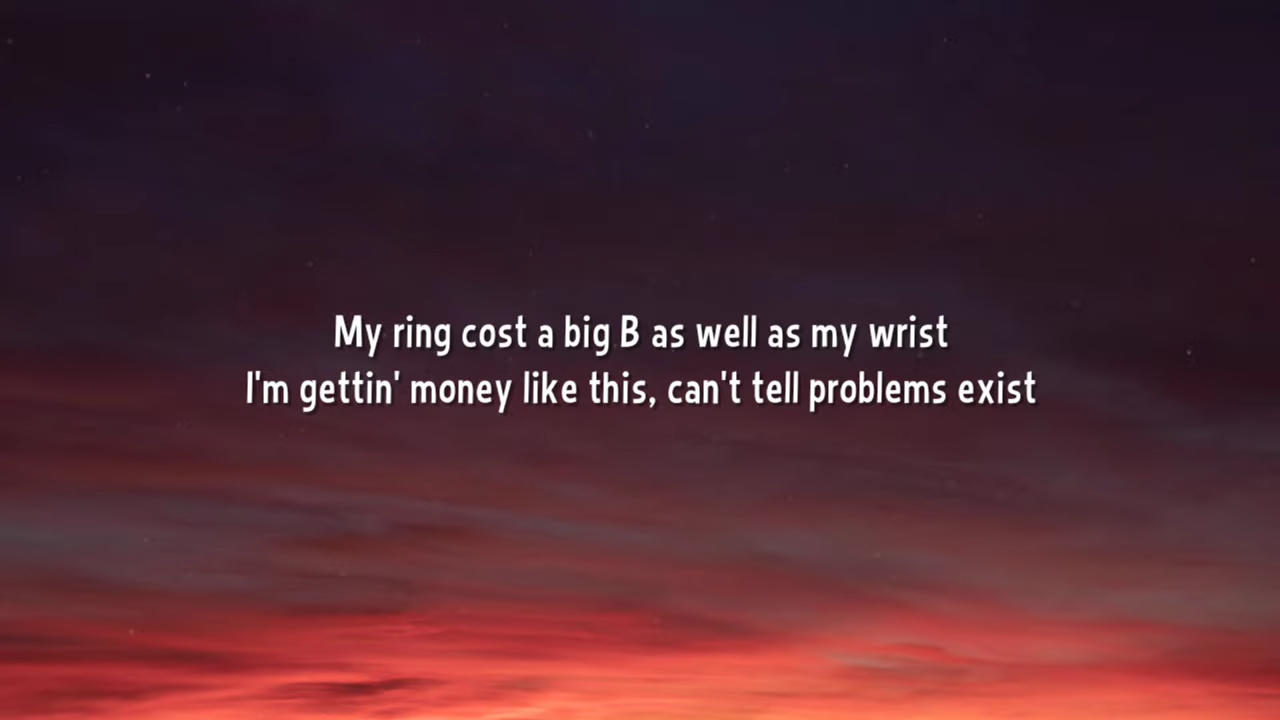 My ring cost a big B as well as my wrist
I'm gettin' money like this, can't tell problems exist